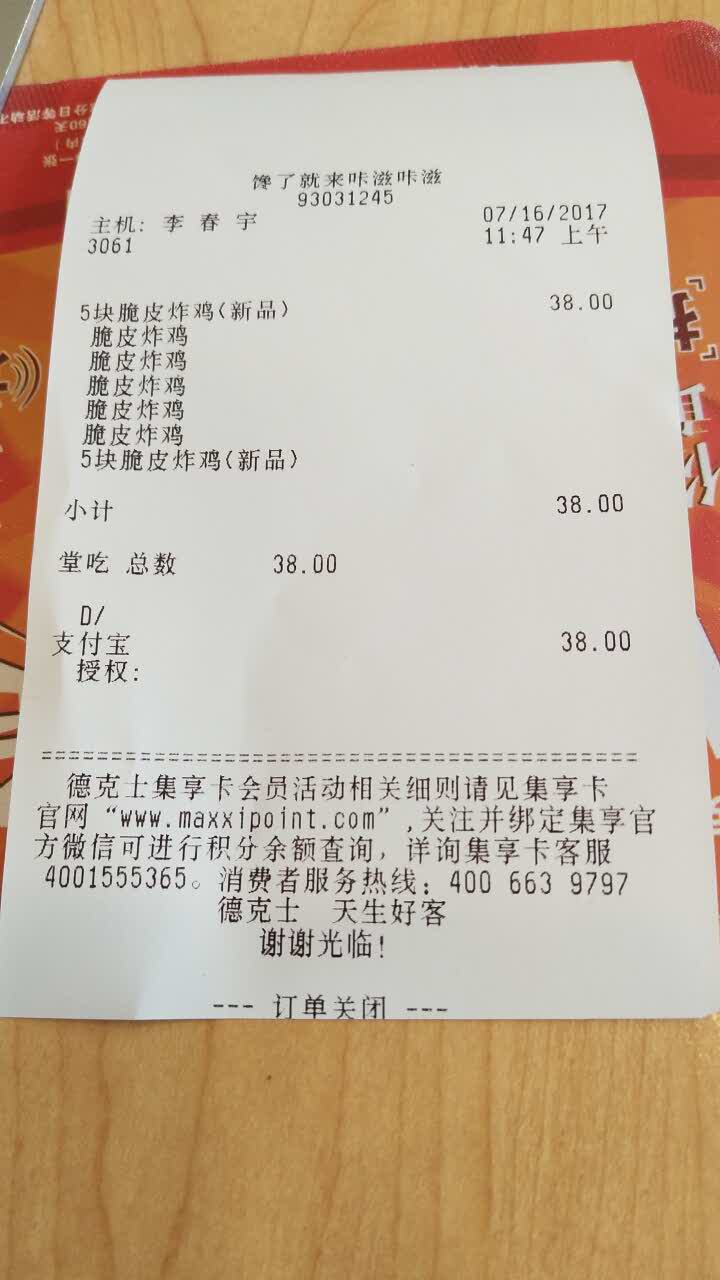 馋了就来咔滋咔滋
93031245
主机: 李 春 宇 07/16/2017
3061 11:47 上午
5块脆皮炸鸡(新品) 38.00
脆皮炸鸡
脆皮炸鸡
脆皮炸鸡
脆皮炸鸡
脆皮炸鸡
5块脆皮炸鸡(新品)
小计 38.00
堂吃 总数 38.00
D/
支付宝 38.00
授权:
===================================
德克士集享卡会员活动相关细则请见集享卡
官网“www.maxxipoint.com”,关注并绑定集享官
方微信可进行积分余额查询, 详询集享卡客服
4001555365。消费者服务热线: 400 663 9797
德克士 天生好客
谢谢光临!
--- 订单关闭 ---